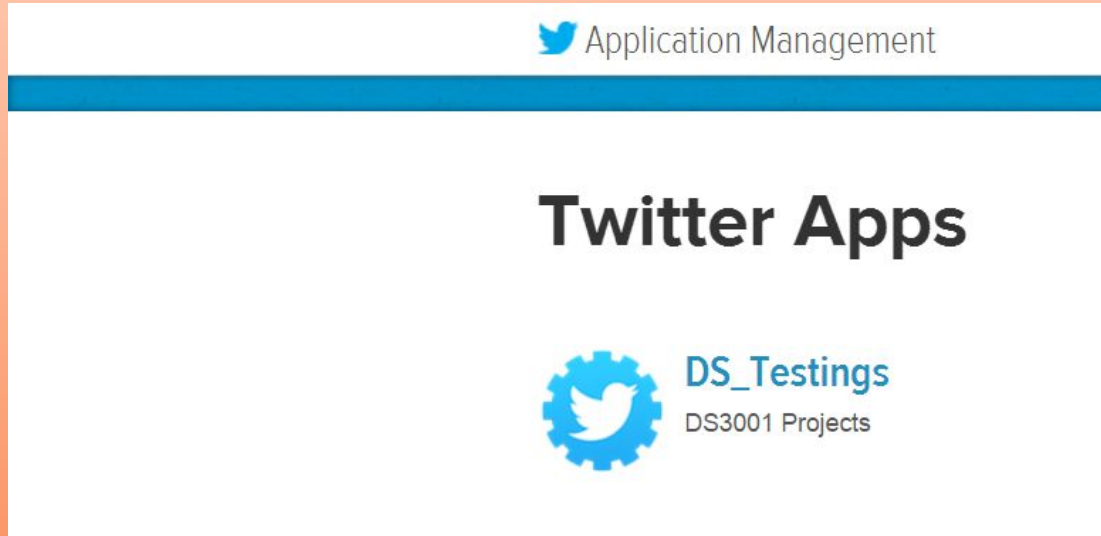 Application Management
Twitter Apps
DS_Testings
DS3001 Projects